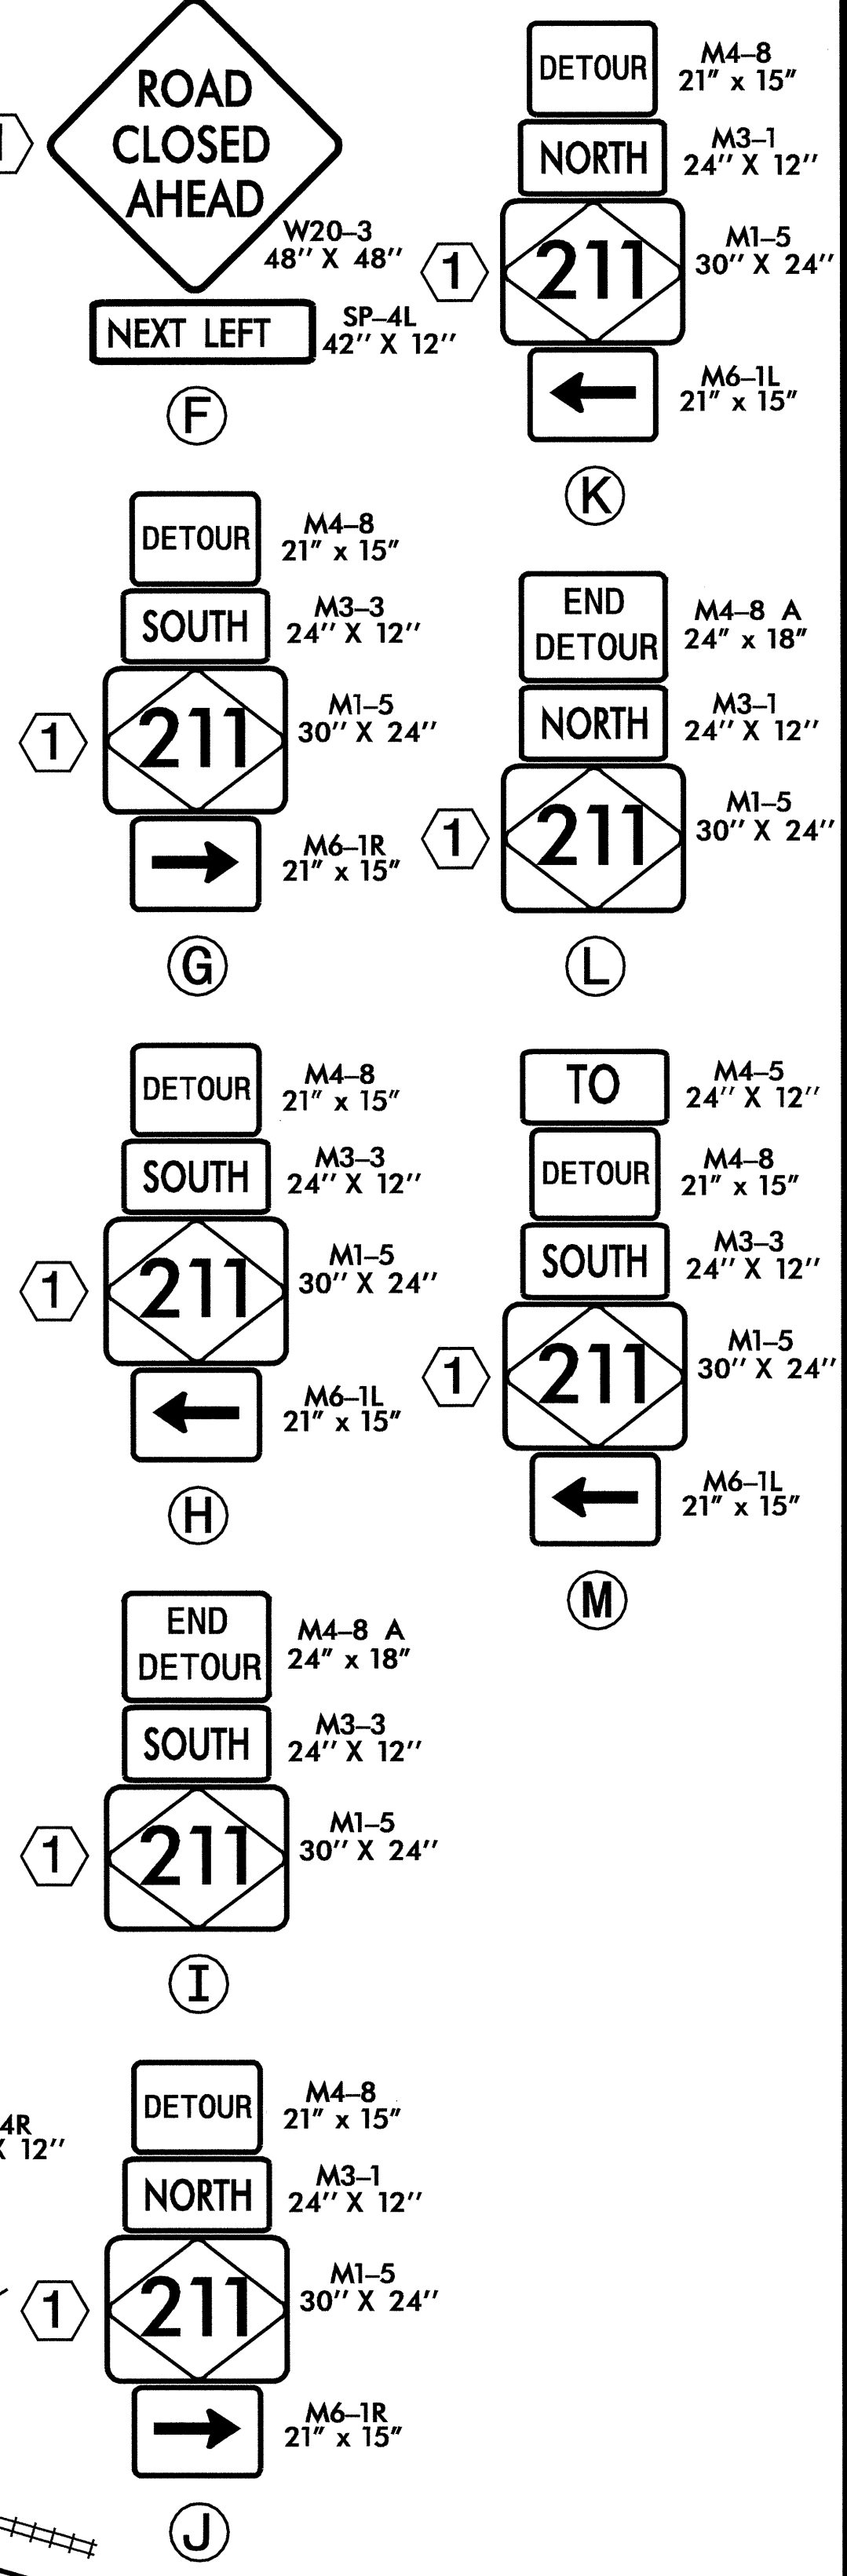 ROAD
CLOSED
AHEAD
W20–3
48" X 48"
NEXT LEFT
SP–4L
42" X 12"
F
DETOUR
M4–8
21" x 15"
SOUTH
M3–3
24" X 12"
1
211
M1–5
30" X 24"
M6–1R
21" x 15"
G
DETOUR
M4–8
21" x 15"
SOUTH
M3–3
24" X 12"
1
211
M1–5
30" X 24"
M6–1L
21" x 15"
H
END
DETOUR
M4–8 A
24" x 18"
SOUTH
M3–3
24" X 12"
1
211
M1–5
30" X 24"
I
4R
X 12"
DETOUR
M4–8
21" x 15"
NORTH
M3–1
24" X 12"
1
211
M1–5
30" X 24"
M6–1R
21" x 15"
J
DETOUR
M4–8
21" x 15"
NORTH
M3–1
24" X 12"
1
211
M1–5
30" X 24"
M6–1L
21" x 15"
K
END
DETOUR
M4–8 A
24" x 18"
NORTH
M3–1
24" X 12"
1
211
M1–5
30" X 24"
L
TO
M4–5
24" X 12"
DETOUR
M4–8
21" x 15"
SOUTH
M3–3
24" X 12"
1
211
M1–5
30" X 24"
M6–1L
21" x 15"
M